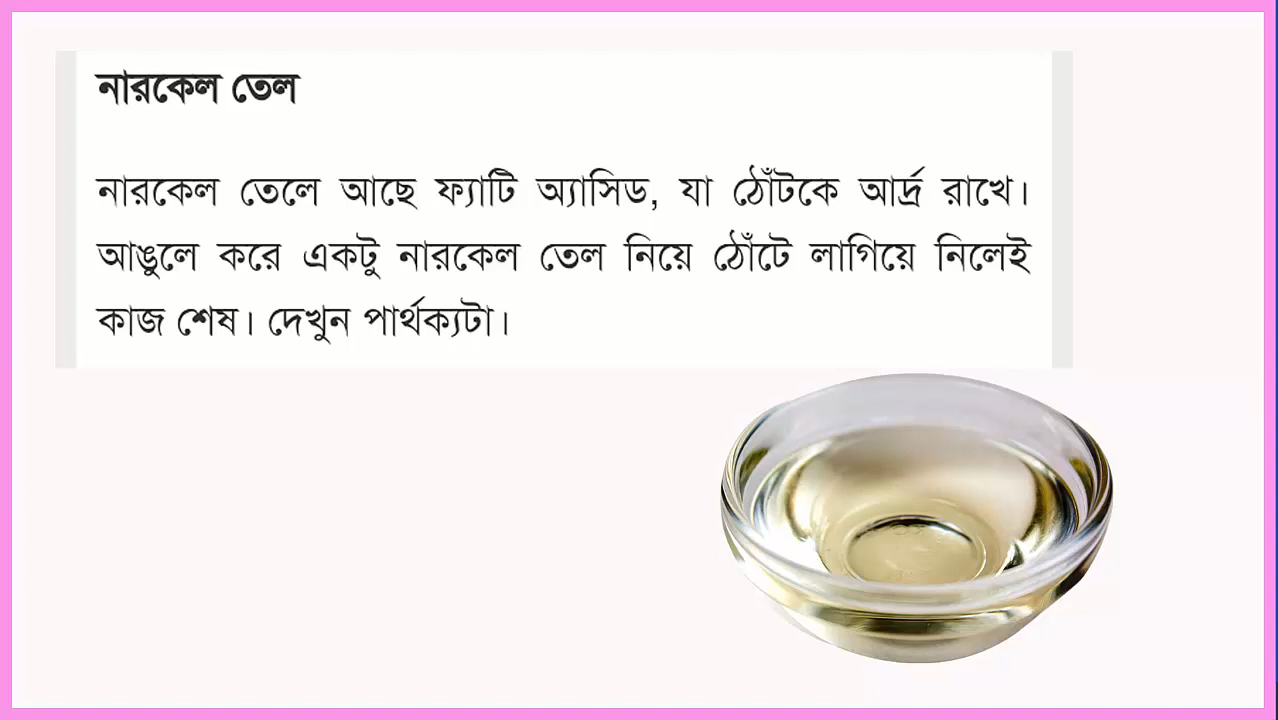 নারকেল তেল
নারকেল তেলে আছে ফ্যাটি অ্যাসিড, যা ঠোঁটকে আর্দ্র রাখে।
আঙুলে করে একটু নারকেল তেল নিয়ে ঠোঁটে লাগিয়ে নিলেই
কাজ শেষ। দেখুন পার্থক্যটা।